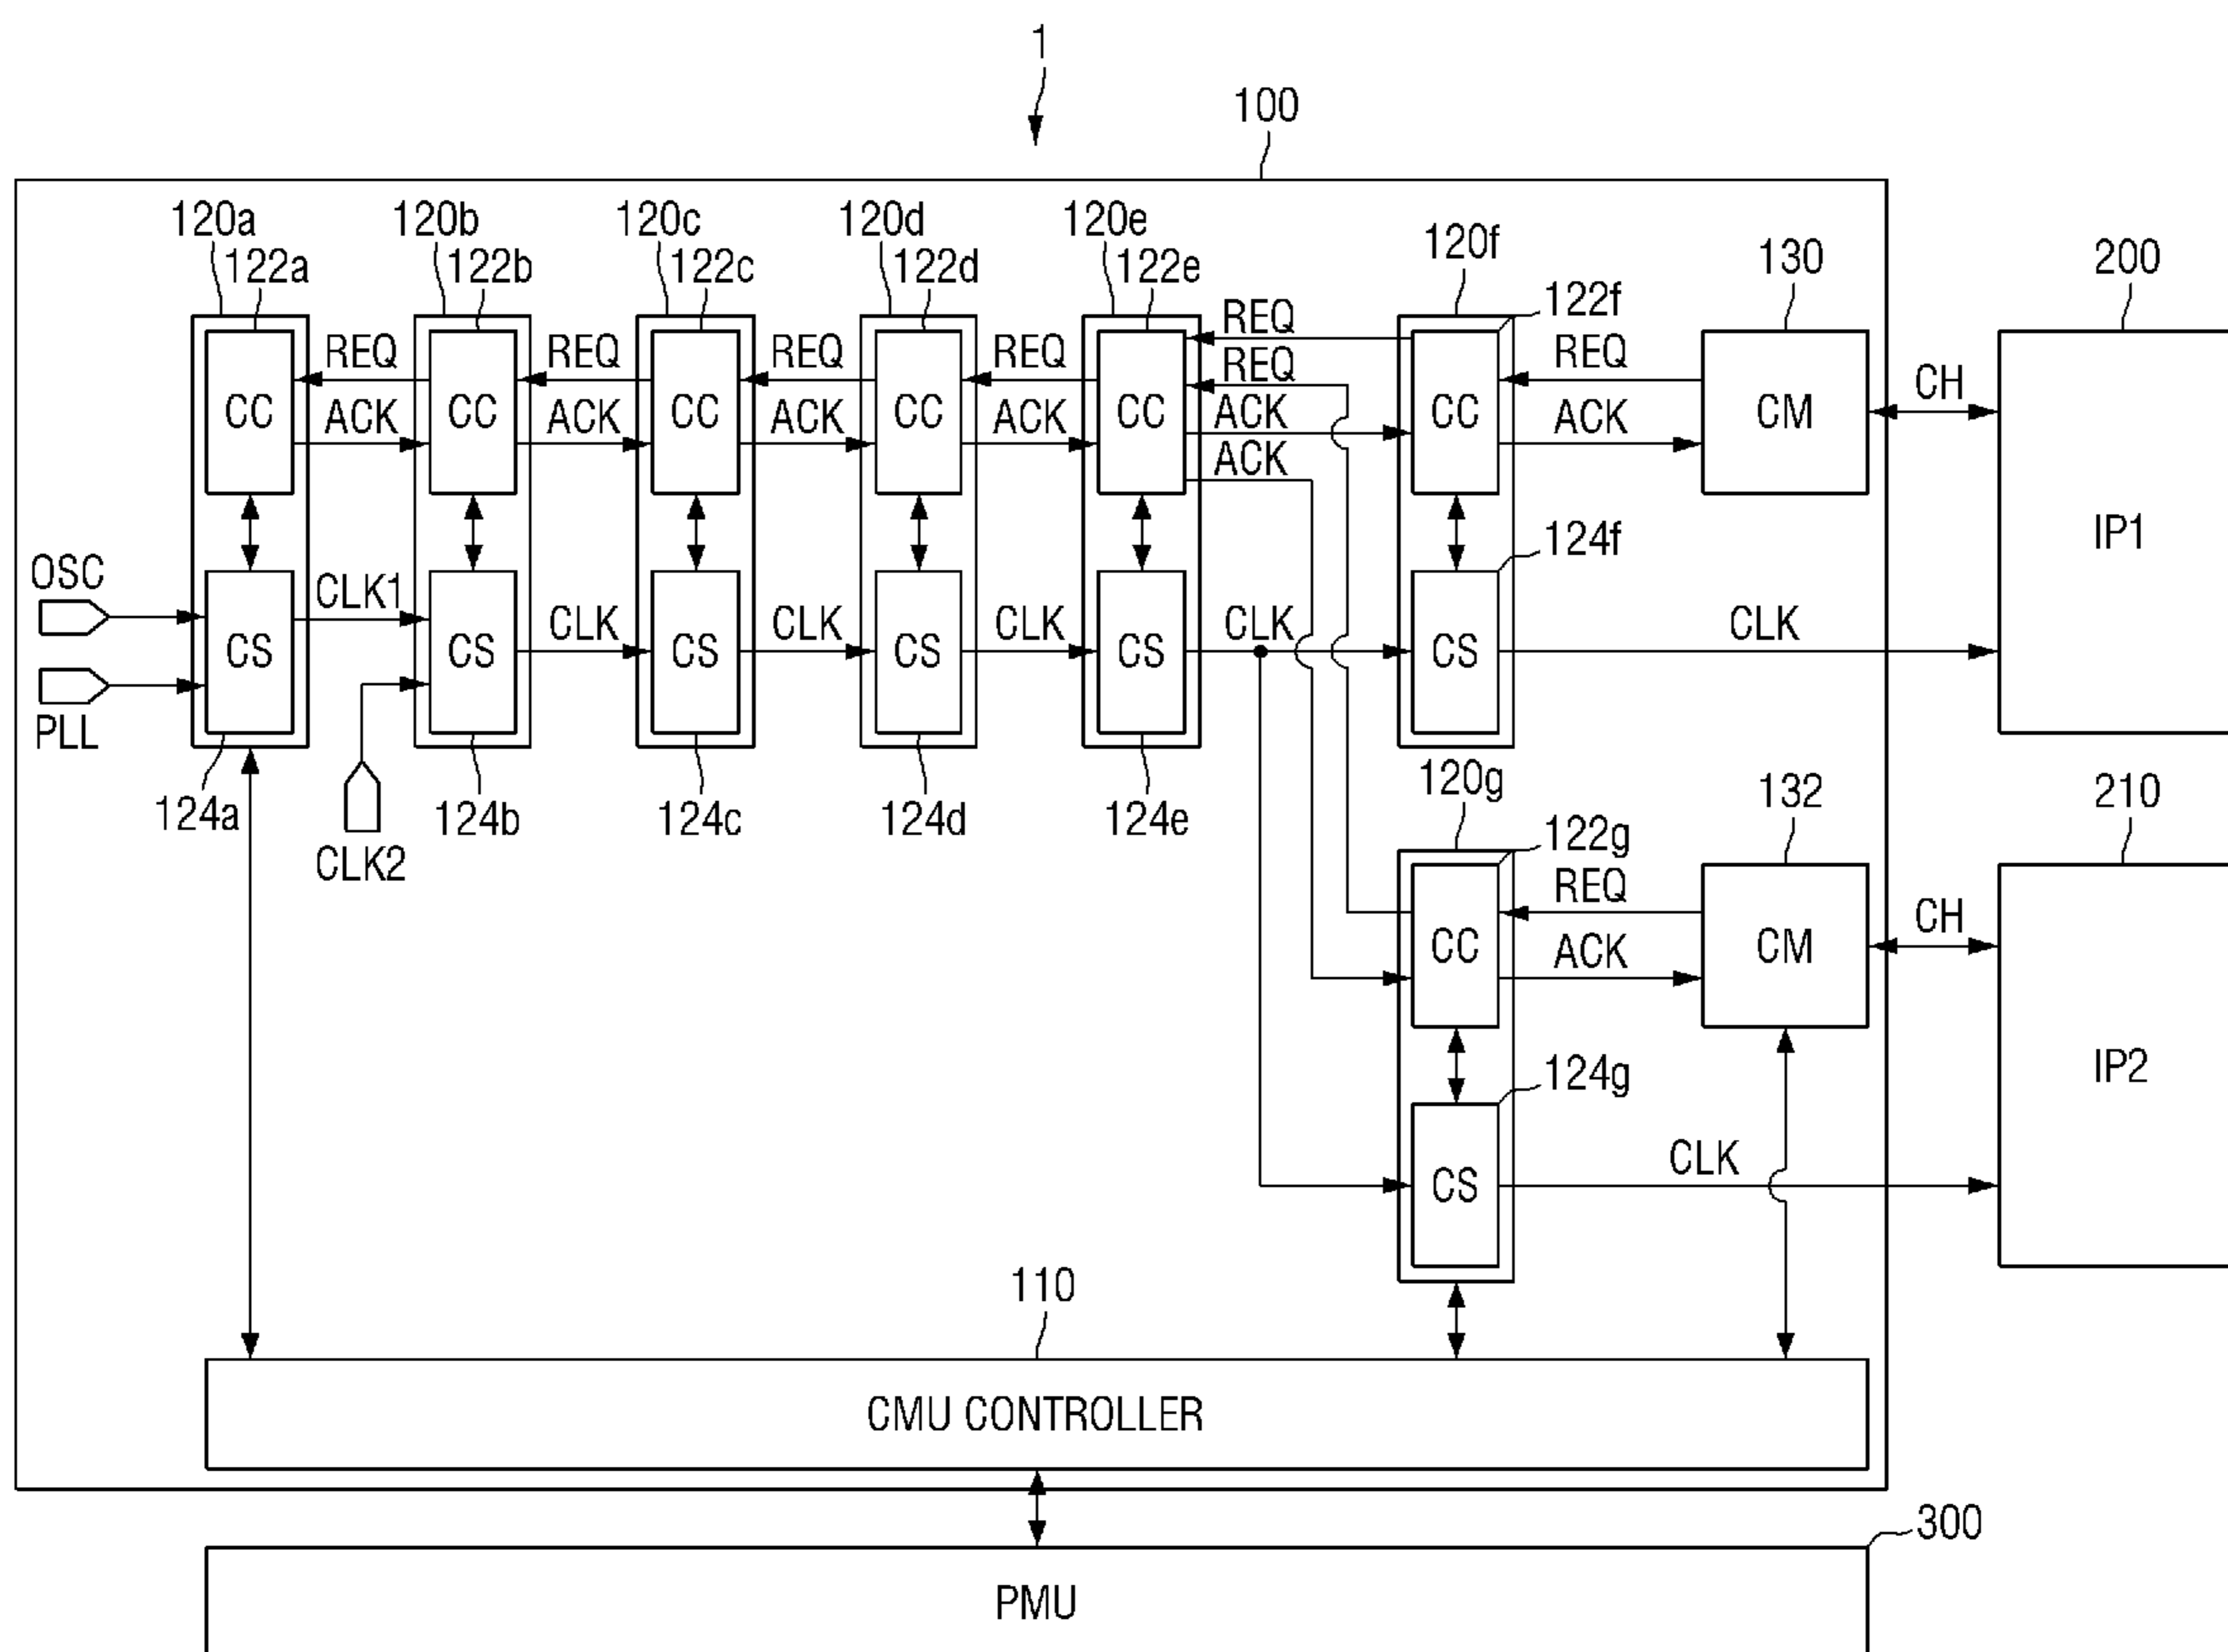 1
100
120a 120b 120c 120d 120e 120f 130 200
122a 122b 122c 122d 122e 122f
REQ REQ REQ REQ REQ REQ
REQ
CC CC CC CC CC CC CM CH
ACK ACK ACK ACK ACK ACK
ACK
IP1
124f
OSC CLK1 CLK CLK CLK CLK CLK
CS CS CS CS CS CS
PLL
124a 124b 124c 124d 124e 120g 132 210
CLK2
122g
REQ
CC CM CH
ACK
IP2
124g
CLK
CS
110
CMU CONTROLLER
300
PMU